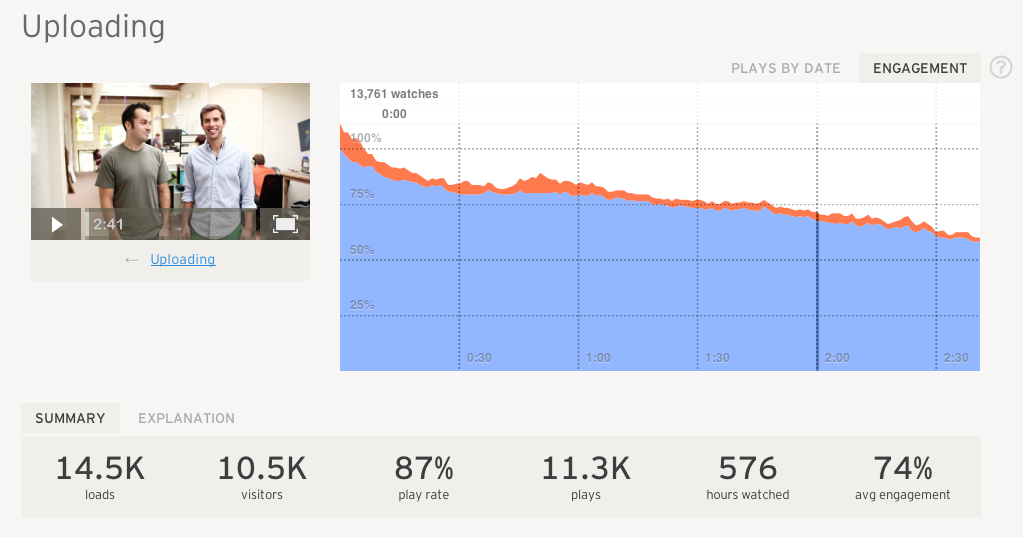 Uploading
PLAYS BY DATE ENGAGEMENT ?
13,761 watches
0:00
100%
75%
50%
25%
0:30 1:00 1:30 2:00 2:30
2:41
← Uploading
SUMMARY EXPLANATION
14.5K 10.5K 87% 11.3K 576 74%
loads visitors play rate plays hours watched avg engagement